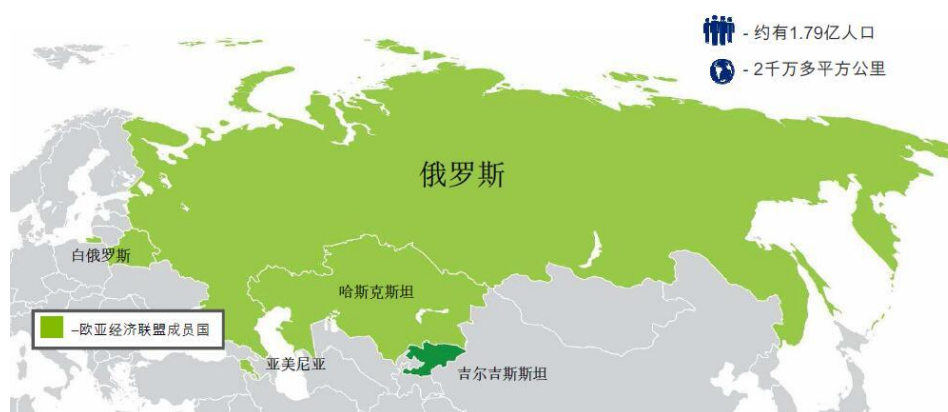 - 约有1.79亿人口
- 2千万多平方公里
俄罗斯
白俄罗斯
哈斯克斯坦
-欧亚经济联盟成员国
亚美尼亚
吉尔吉斯斯坦